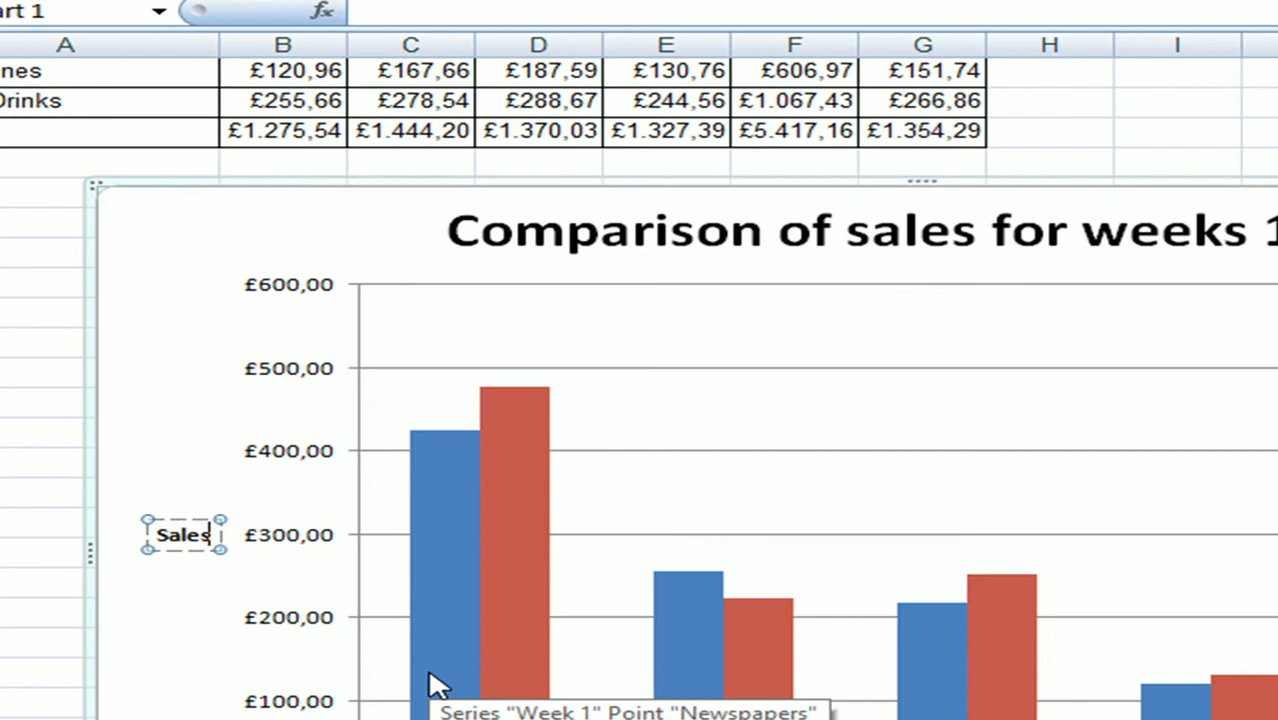 art 1
A B C D E F G H I
nes £120,96 £167,66 £187,59 £130,76 £606,97 £151,74
Drinks £255,66 £278,54 £288,67 £244,56 £1.067,43 £266,86
£1.275,54 £1.444,20 £1.370,03 £1.327,39 £5.417,16 £1.354,29
Comparison of sales for weeks 1
£600,00
£500,00
£400,00
Sales £300,00
£200,00
£100,00
Series "Week 1" Point "Newspapers"